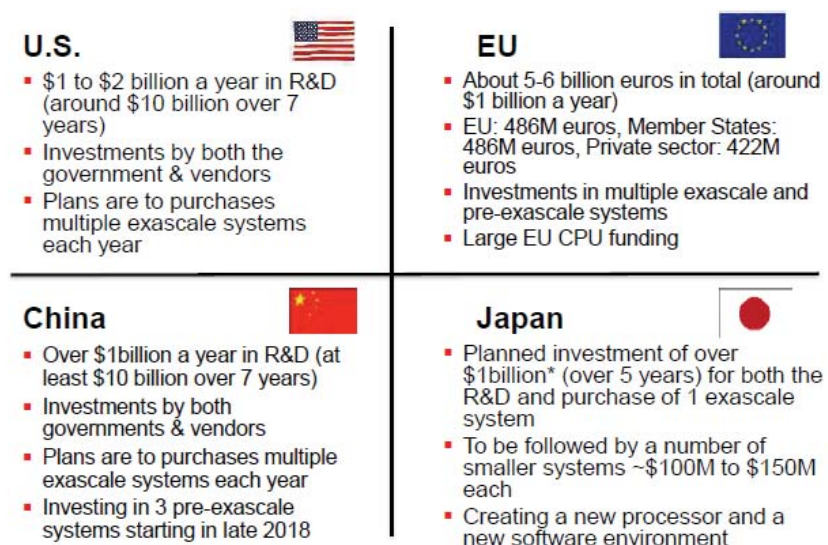 U.S.
▪ $1 to $2 billion a year in R&D
(around $10 billion over 7
years)
▪ Investments by both the
government & vendors
▪ Plans are to purchases
multiple exascale systems
each year
EU
▪ About 5-6 billion euros in total (around
$1 billion a year)
▪ EU: 486M euros, Member States:
486M euros, Private sector: 422M
euros
▪ Investments in multiple exascale and
pre-exascale systems
▪ Large EU CPU funding
China
▪ Over $1billion a year in R&D (at
least $10 billion over 7 years)
▪ Investments by both
governments & vendors
▪ Plans are to purchases multiple
exascale systems each year
▪ Investing in 3 pre-exascale
systems starting in late 2018
Japan
▪ Planned investment of over
$1billion* (over 5 years) for both the
R&D and purchase of 1 exascale
system
▪ To be followed by a number of
smaller systems ~$100M to $150M
each
▪ Creating a new processor and a
new software environment